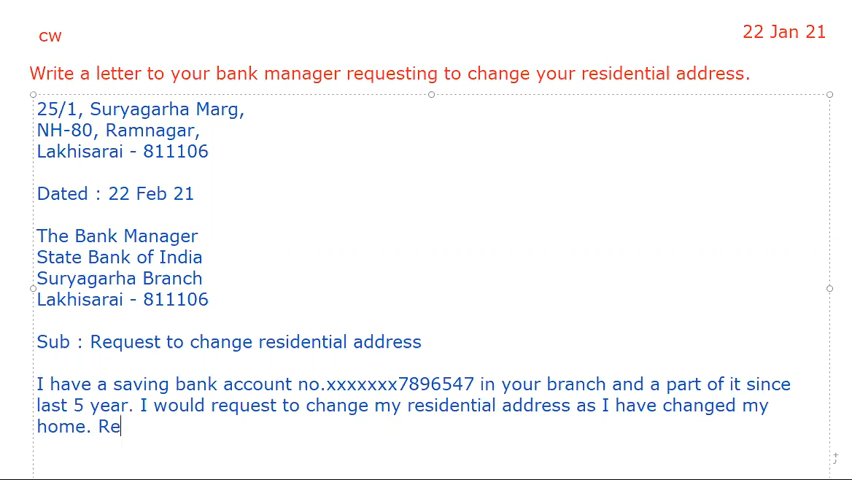 cw
22 Jan 21
Write a letter to your bank manager requesting to change your residential address.
25/1, Suryagarha Marg,
NH-80, Ramnagar,
Lakhisarai - 811106
Dated : 22 Feb 21
The Bank Manager
State Bank of India
Suryagarha Branch
Lakhisarai - 811106
Sub : Request to change residential address
I have a saving bank account no.xxxxxxx7896547 in your branch and a part of it since
last 5 year. I would request to change my residential address as I have changed my
home. Re